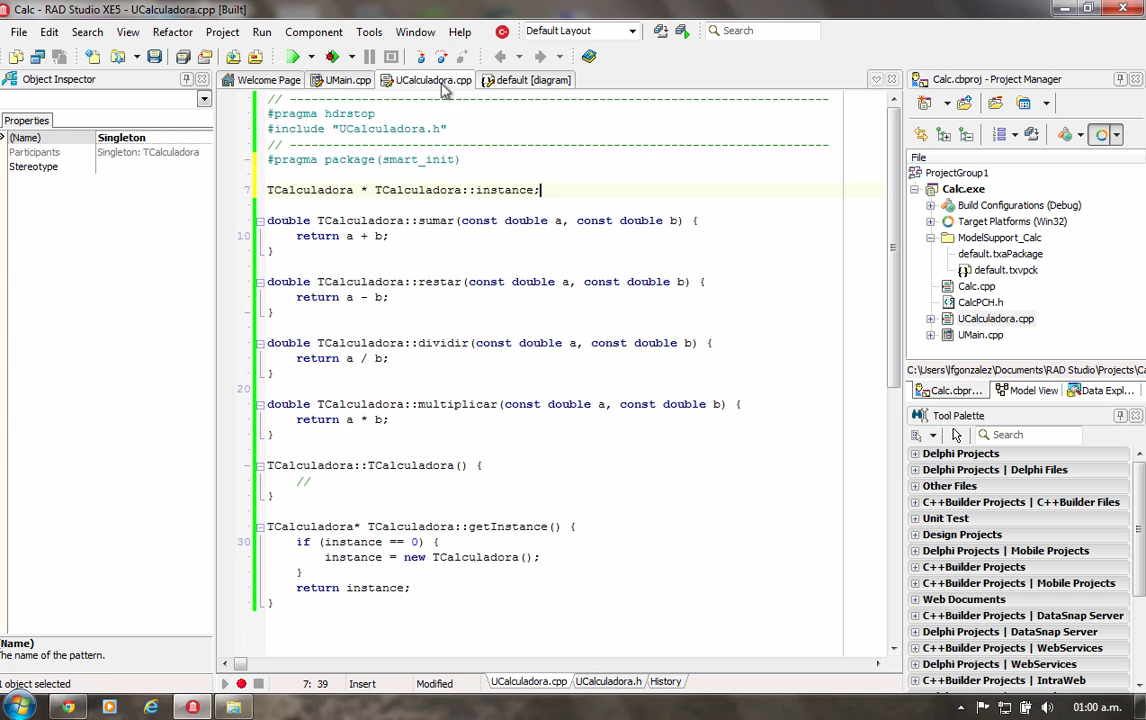 Calc - RAD Studio XE5 - UCalculadora.cpp [Built]
File Edit Search View Refactor Project Run Component Tools Window Help
Default Layout
Search
Object Inspector
Welcome Page
UMain.cpp
UCalculadora.cpp
default [diagram]
Calc.cbproj - Project Manager
Properties
(Name) Singleton
Participants Singleton: TCalculadora
Stereotype
// ---------------------------------------------------------------------------
#pragma hdrstop
#include "UCalculadora.h"
// ---------------------------------------------------------------------------
#pragma package(smart_init)
7 TCalculadora * TCalculadora::instance;
double TCalculadora::sumar(const double a, const double b) {
10 return a + b;
}
double TCalculadora::restar(const double a, const double b) {
return a - b;
}
double TCalculadora::dividir(const double a, const double b) {
return a / b;
}
20
double TCalculadora::multiplicar(const double a, const double b) {
return a * b;
}
TCalculadora::TCalculadora() {
//
}
TCalculadora* TCalculadora::getInstance() {
30 if (instance == 0) {
instance = new TCalculadora();
}
return instance;
}
File
ProjectGroup1
Calc.exe
Build Configurations (Debug)
Target Platforms (Win32)
ModelSupport_Calc
default.txaPackage
default.txvpck
Calc.cpp
CalcPCH.h
UCalculadora.cpp
UMain.cpp
C:\Users\lfgonzalez\Documents\RAD Studio\Projects\Ca
Calc.cbpr...
Model View
Data Expl...
Tool Palette
Search
Delphi Projects
Delphi Projects | Delphi Files
Other Files
C++Builder Projects | C++Builder Files
Unit Test
Design Projects
Delphi Projects | Mobile Projects
C++Builder Projects
C++Builder Projects | Mobile Projects
Web Documents
C++Builder Projects | DataSnap Server
Delphi Projects | DataSnap Server
C++Builder Projects | WebServices
Delphi Projects | WebServices
C++Builder Projects | IntraWeb
(Name)
The name of the pattern.
1 object selected
7: 39
Insert
Modified
UCalculadora.cpp
UCalculadora.h
History
01:00 a.m.